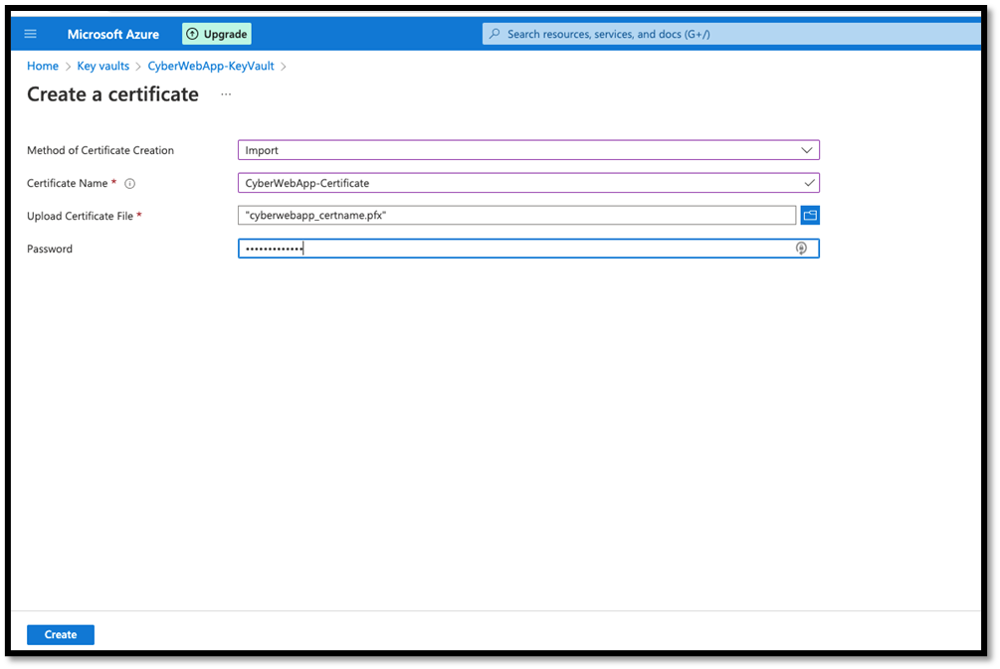 Microsoft Azure Upgrade Search resources, services, and docs (G+/)
Home > Key vaults > CyberWebApp-KeyVault >
Create a certificate ...
Method of Certificate Creation Import
Certificate Name * CyberWebApp-Certificate
Upload Certificate File * "cyberwebapp_certname.pfx"
Password •••••••••••••
Create